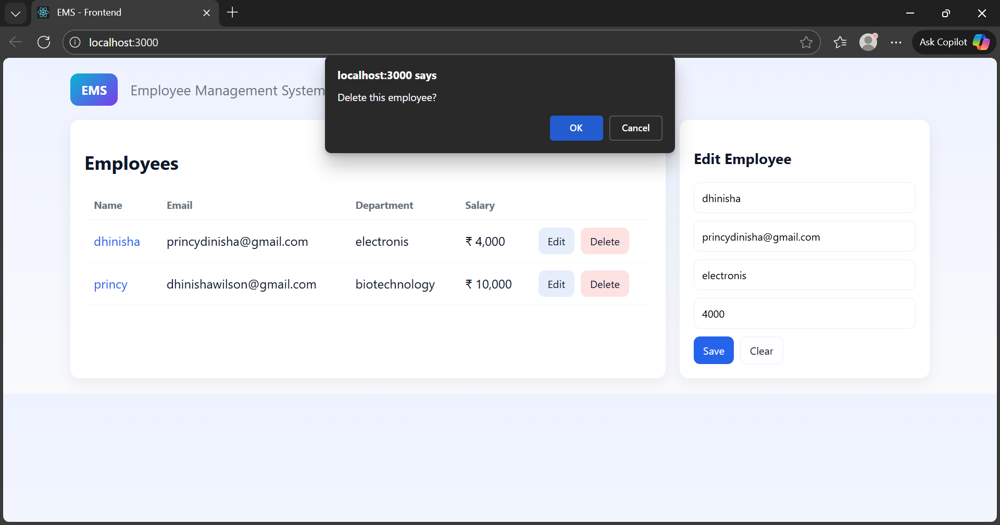 EMS - Frontend
localhost:3000
Ask Copilot
localhost:3000 says
Delete this employee?
OK Cancel
EMS Employee Management System
Employees
Name Email Department Salary
dhinisha princydinisha@gmail.com electronis ₹ 4,000 Edit Delete
princy dhinishawilson@gmail.com biotechnology ₹ 10,000 Edit Delete
Edit Employee
dhinisha
princydinisha@gmail.com
electronis
4000
Save Clear